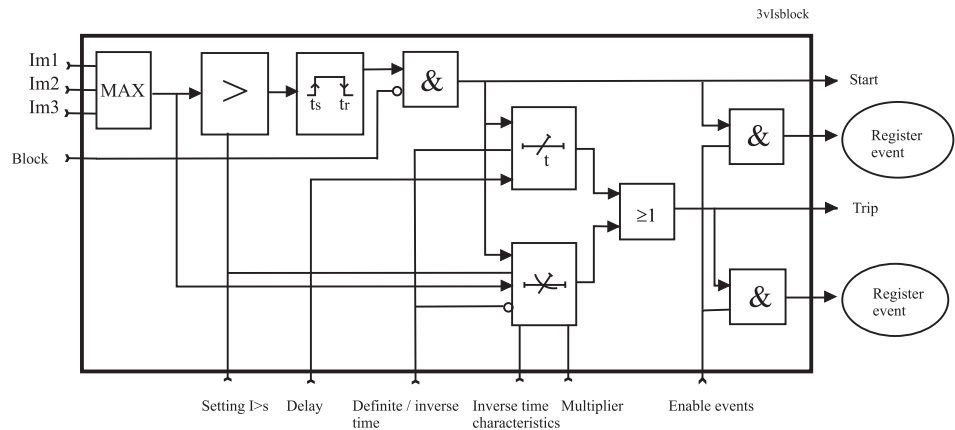 3vIsblock
Im1
Im2
Im3
MAX
>
ts tr
&
Start
Block
t
&
Register
event
≥1
Trip
&
Register
event
Setting I>s
Delay
Definite / inverse
time
Inverse time
characteristics
Multiplier
Enable events